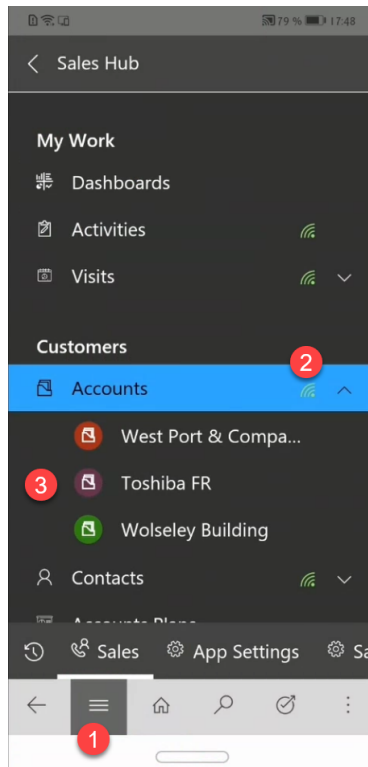 79 % 17:48
Sales Hub
My Work
Dashboards
Activities
Visits
Customers
2
Accounts
West Port & Compa...
3 Toshiba FR
Wolseley Building
Contacts
Sales App Settings Sa
1